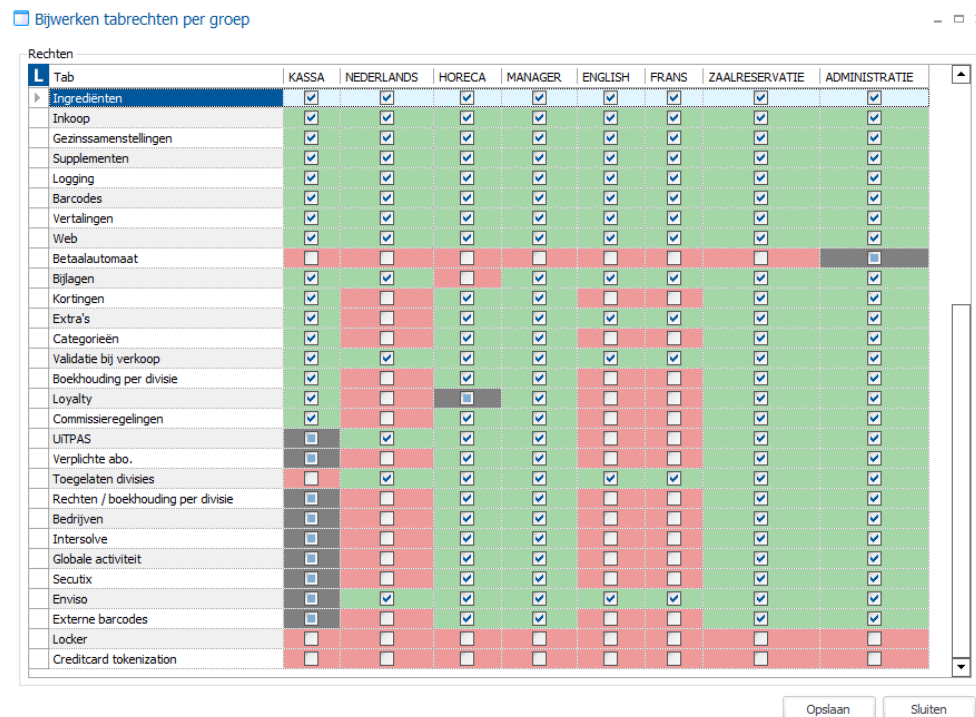 Bijwerken tabrechten per groep
Rechten
L Tab KASSA NEDERLANDS HORECA MANAGER ENGLISH FRANS ZAALRESERVATIE ADMINISTRATIE
Ingrediënten
Inkoop
Gezinssamenstellingen
Supplementen
Logging
Barcodes
Vertalingen
Web
Betaalautomaat
Bijlagen
Kortingen
Extra's
Categorieën
Validatie bij verkoop
Boekhouding per divisie
Loyalty
Commissieregelingen
UiTPAS
Verplichte abo.
Toegelaten divisies
Rechten / boekhouding per divisie
Bedrijven
Intersolve
Globale activiteit
Secutix
Enviso
Externe barcodes
Locker
Creditcard tokenization
Opslaan Sluiten